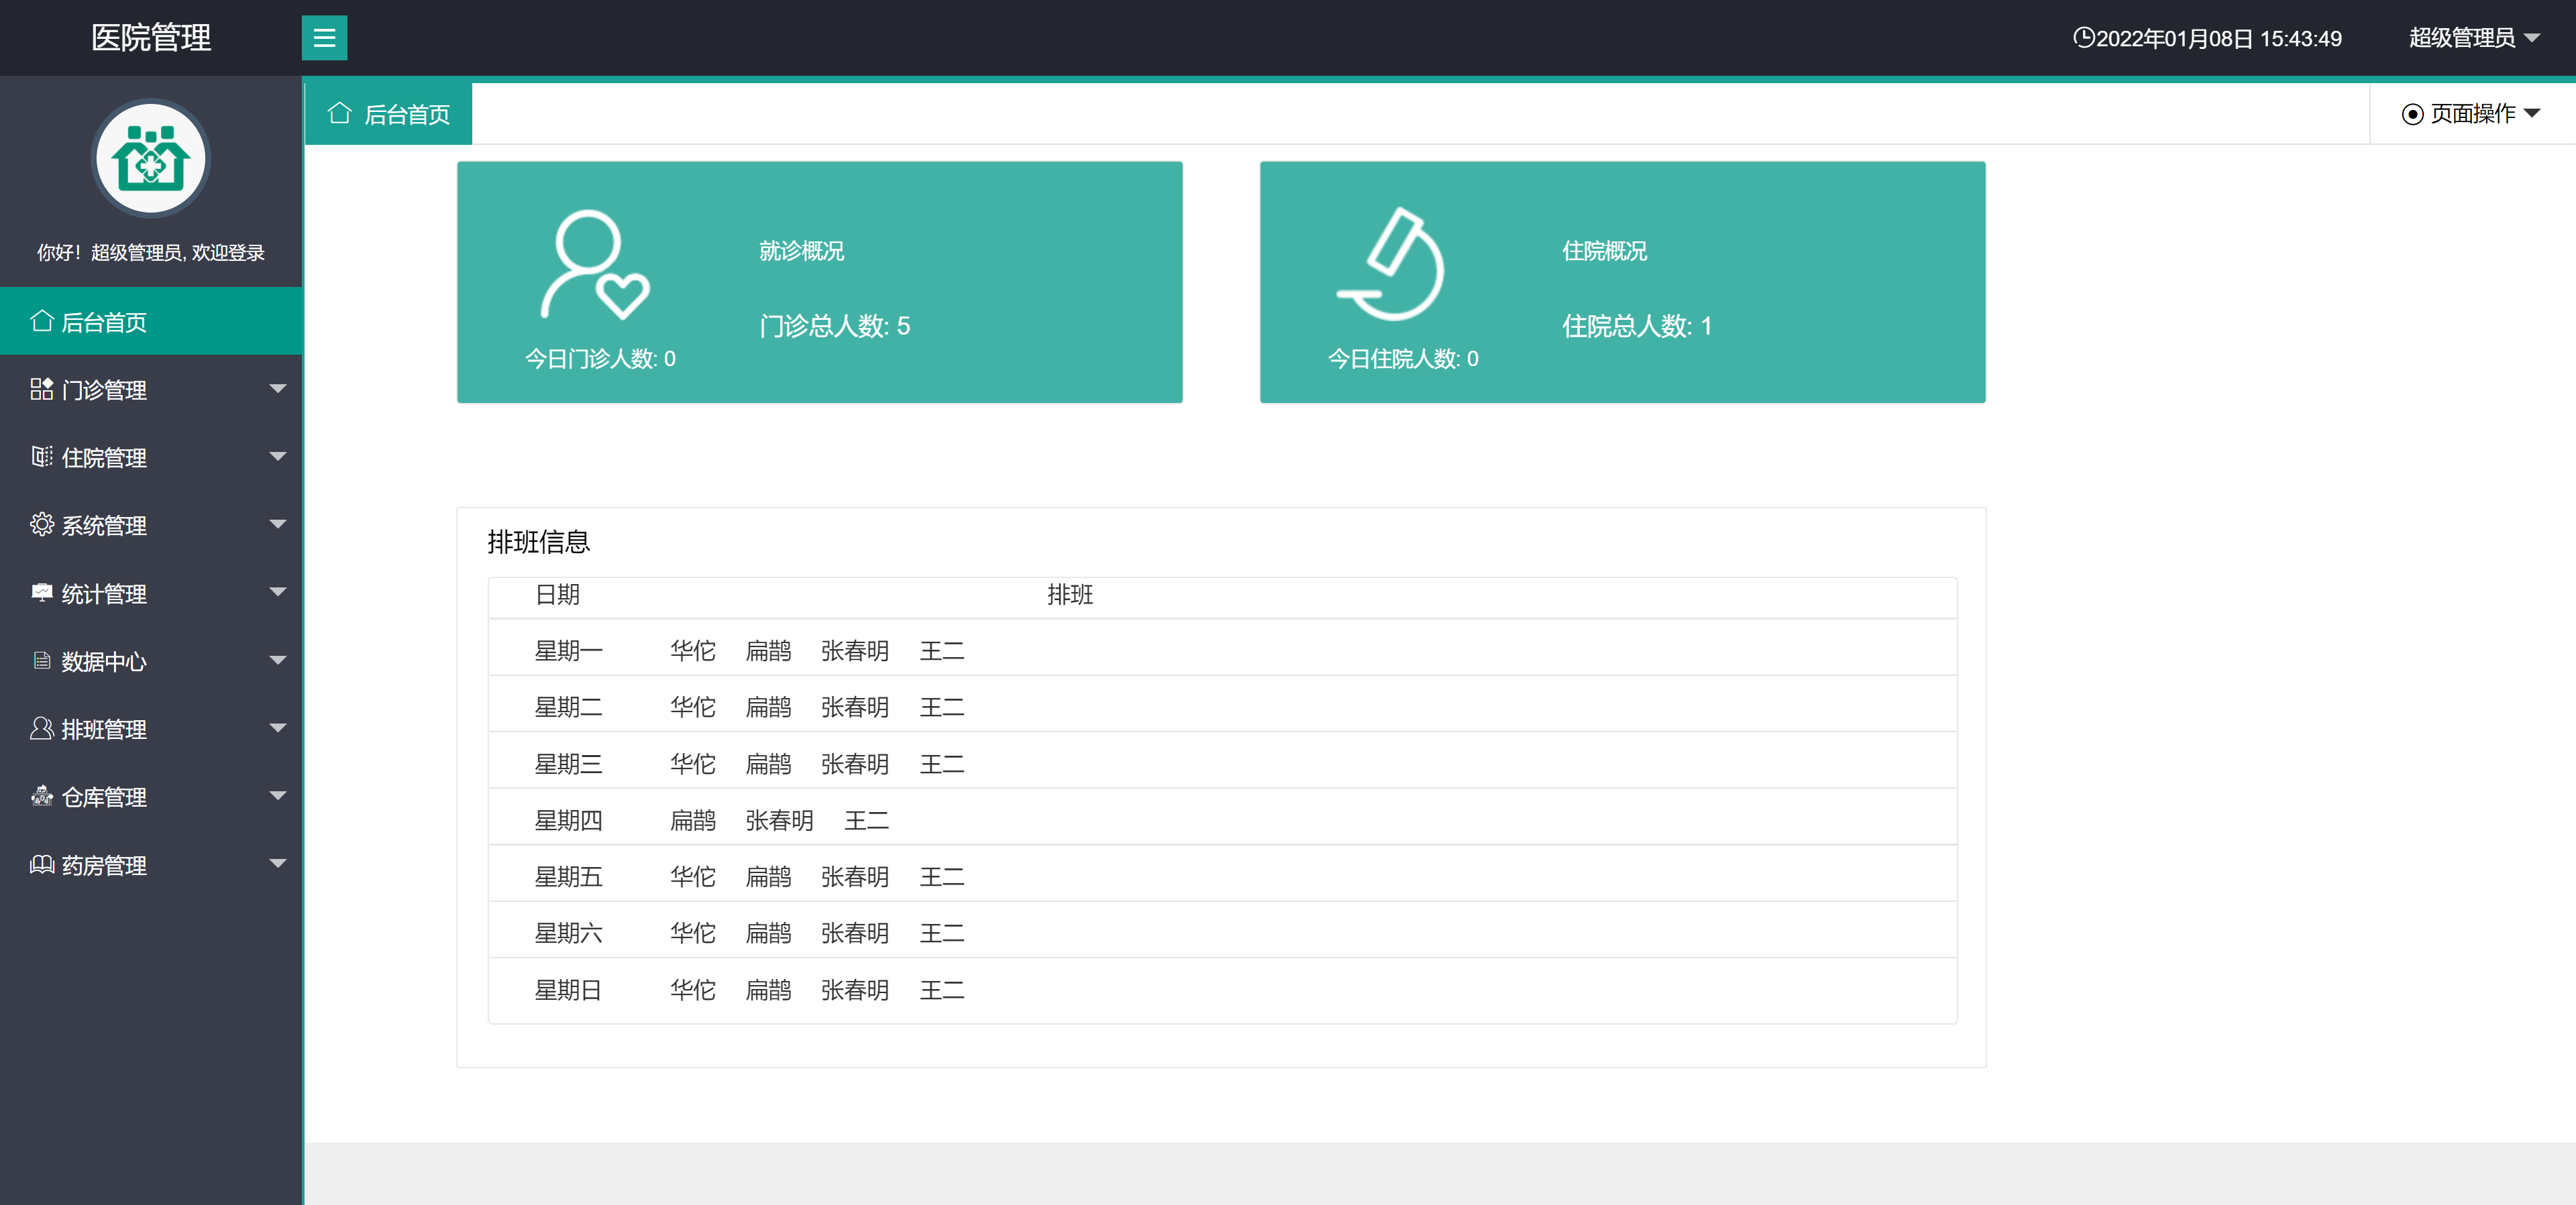 医院管理
2022年01月08日 15:43:49
超级管理员
你好！超级管理员, 欢迎登录
后台首页
门诊管理
住院管理
系统管理
统计管理
数据中心
排班管理
仓库管理
药房管理
后台首页
页面操作
就诊概况
门诊总人数: 5
今日门诊人数: 0
住院概况
住院总人数: 1
今日住院人数: 0
排班信息
日期 排班
星期一 华佗 扁鹊 张春明 王二
星期二 华佗 扁鹊 张春明 王二
星期三 华佗 扁鹊 张春明 王二
星期四 扁鹊 张春明 王二
星期五 华佗 扁鹊 张春明 王二
星期六 华佗 扁鹊 张春明 王二
星期日 华佗 扁鹊 张春明 王二